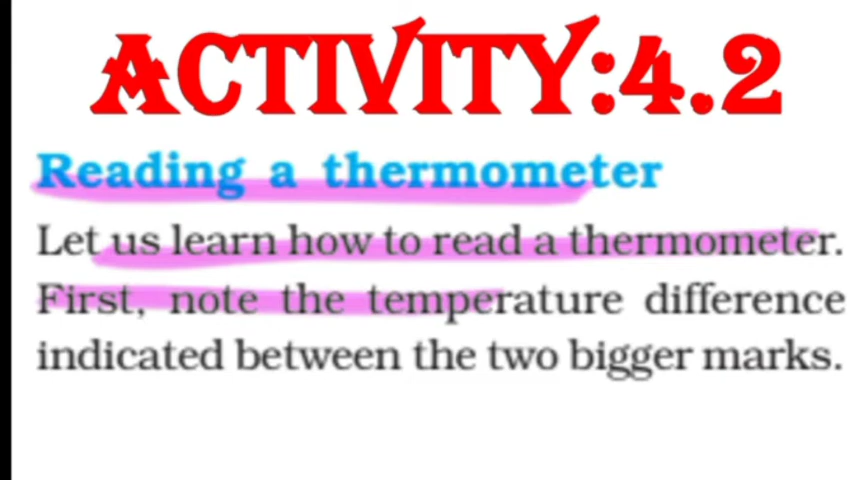 ACTIVITY:4.2
Reading a thermometer
Let us learn how to read a thermometer.
First, note the temperature difference
indicated between the two bigger marks.